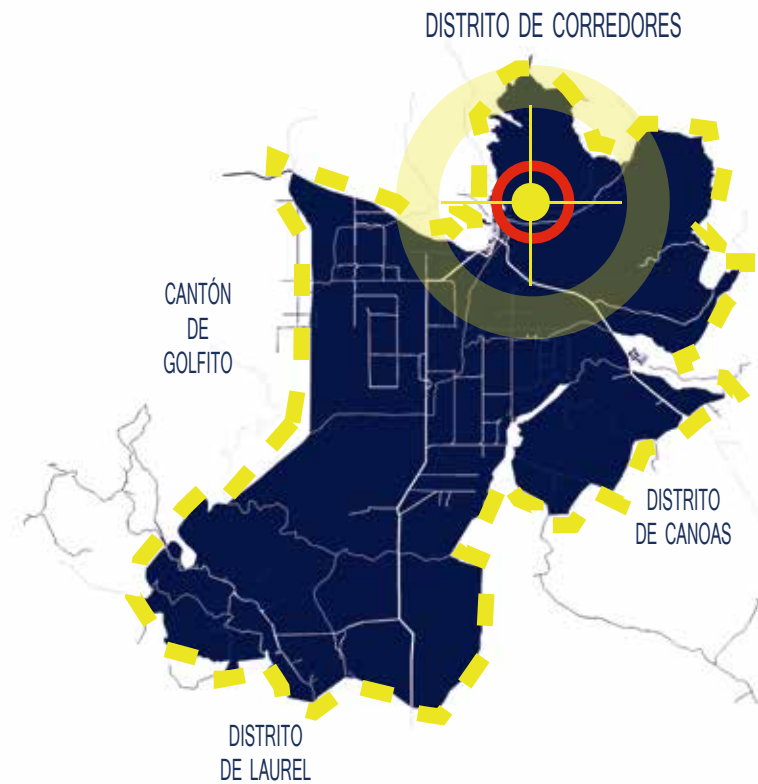 DISTRITO DE CORREDORES
CANTÓN
DE
GOLFITO
DISTRITO
DE CANOAS
DISTRITO
DE LAUREL